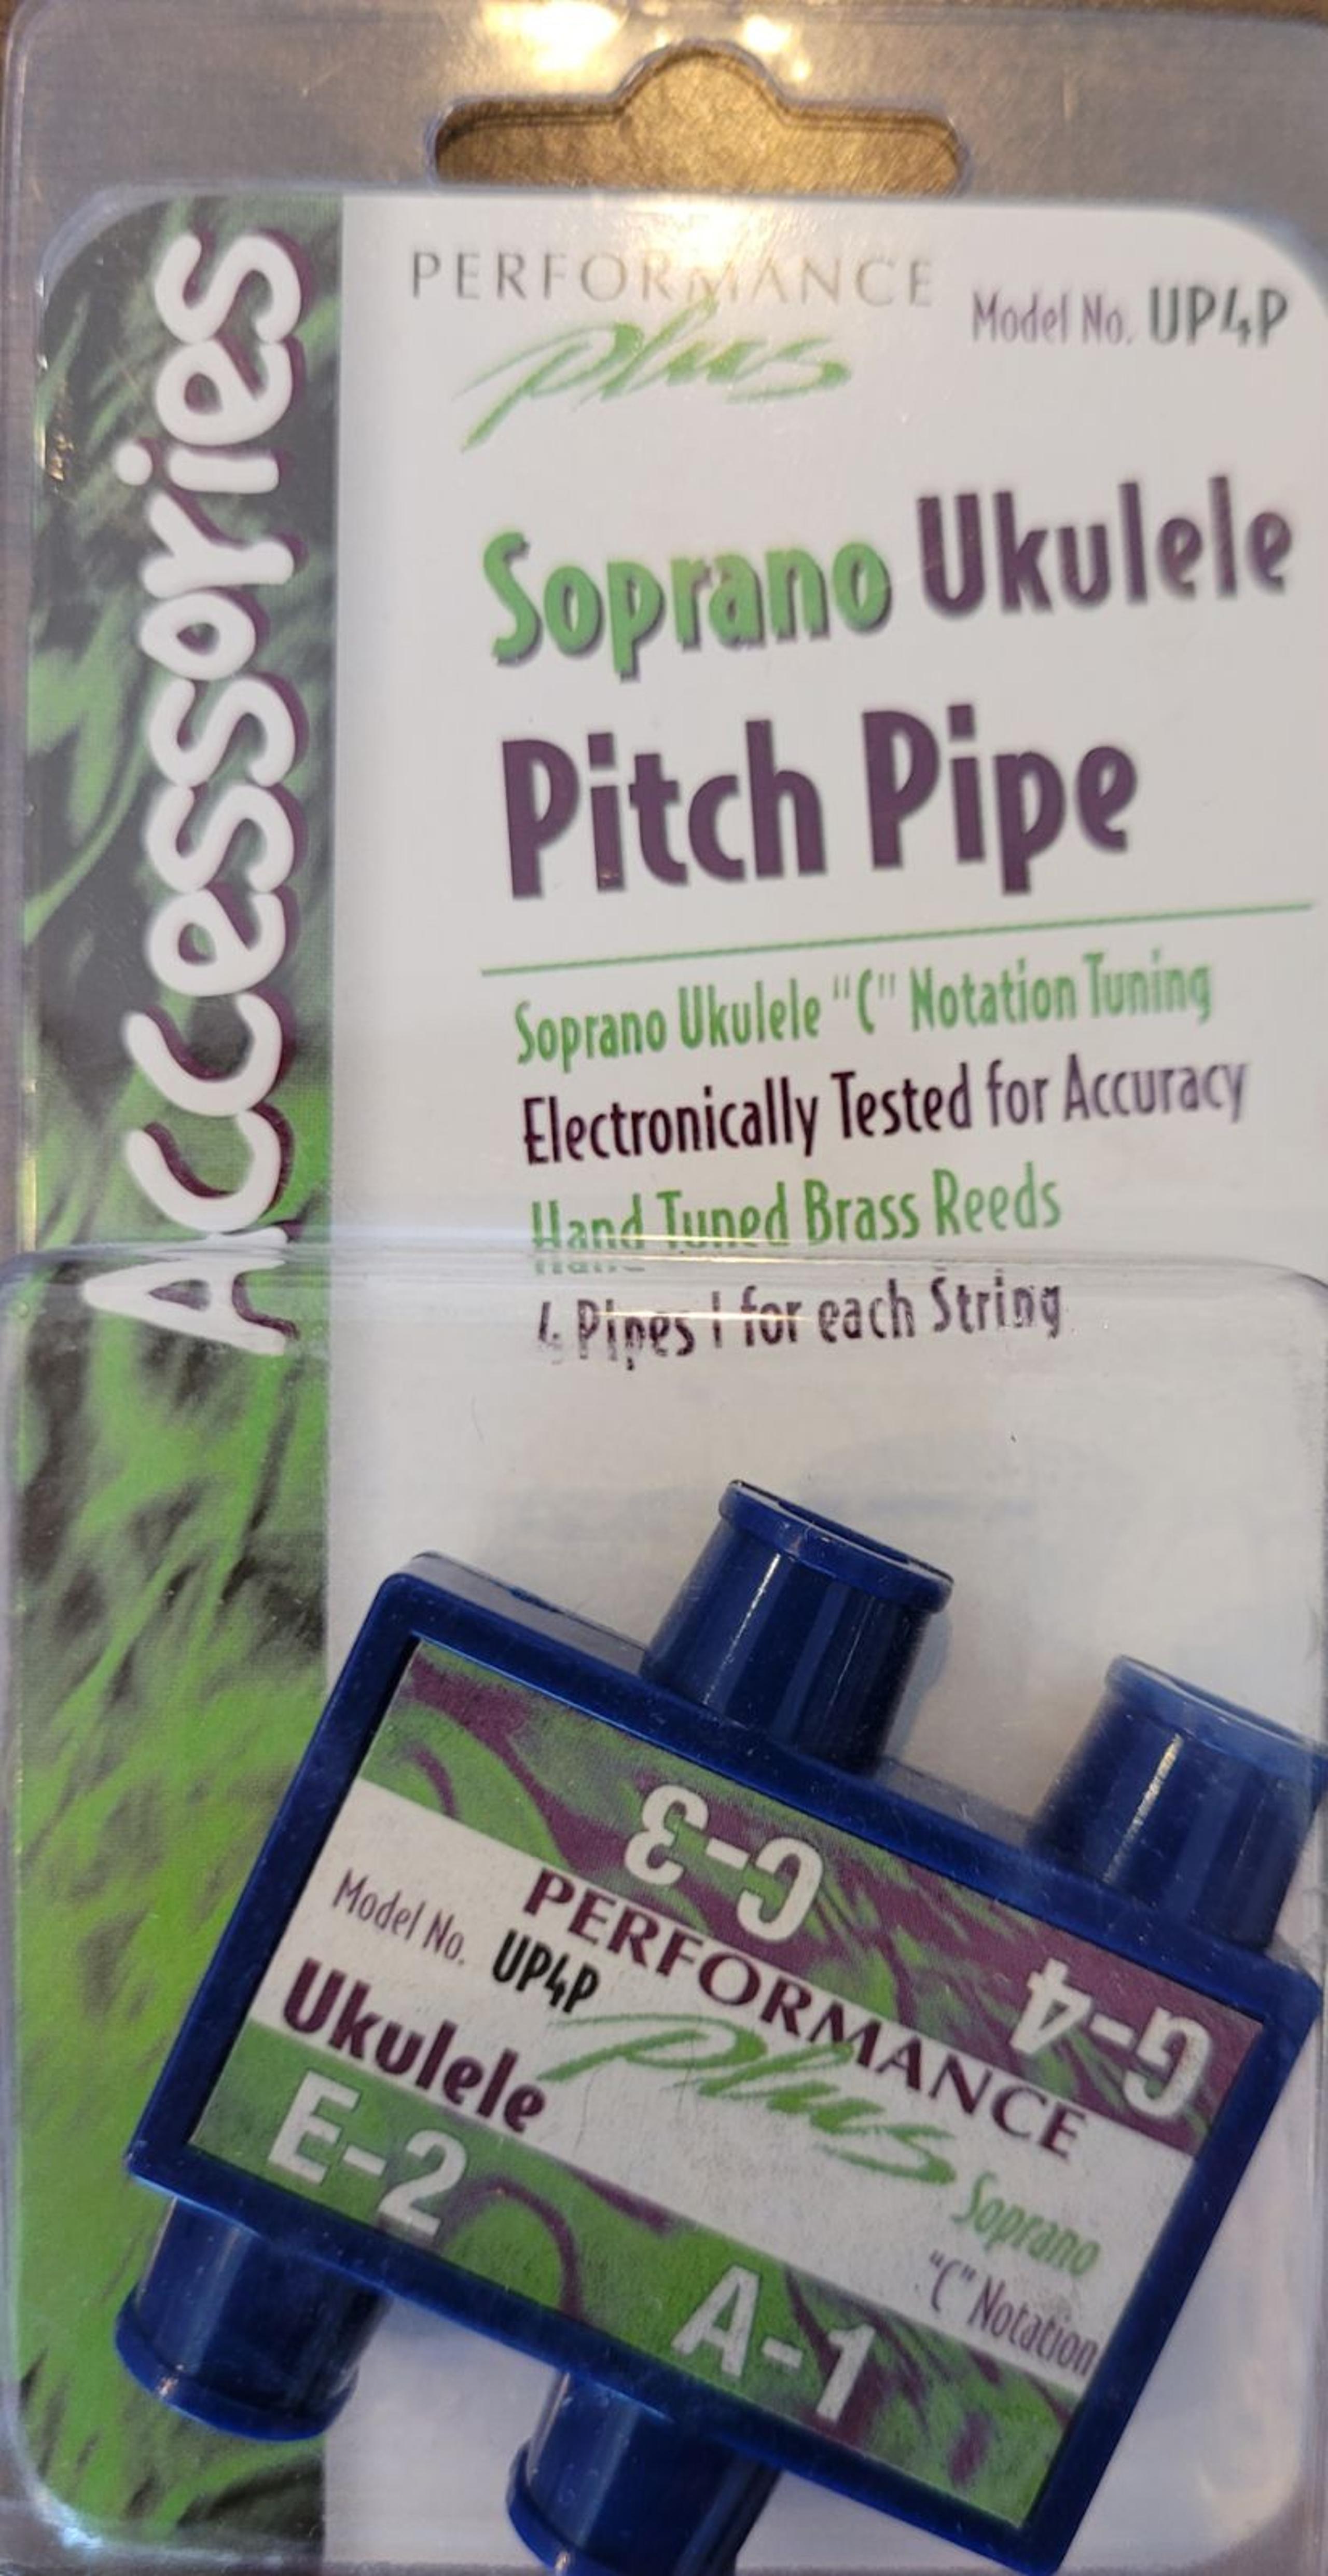 Accessories
PERFORMANCE
plus
Model No. UP4P
Soprano Ukulele
Pitch Pipe
Soprano Ukulele "C" Notation Tuning
Electronically Tested for Accuracy
Hand Tuned Brass Reeds
4 Pipes 1 for each String
C-3
G-4
PERFORMANCE
plus
Model No. UP4P
Ukulele
Soprano
"C" Notation
E-2
A-1